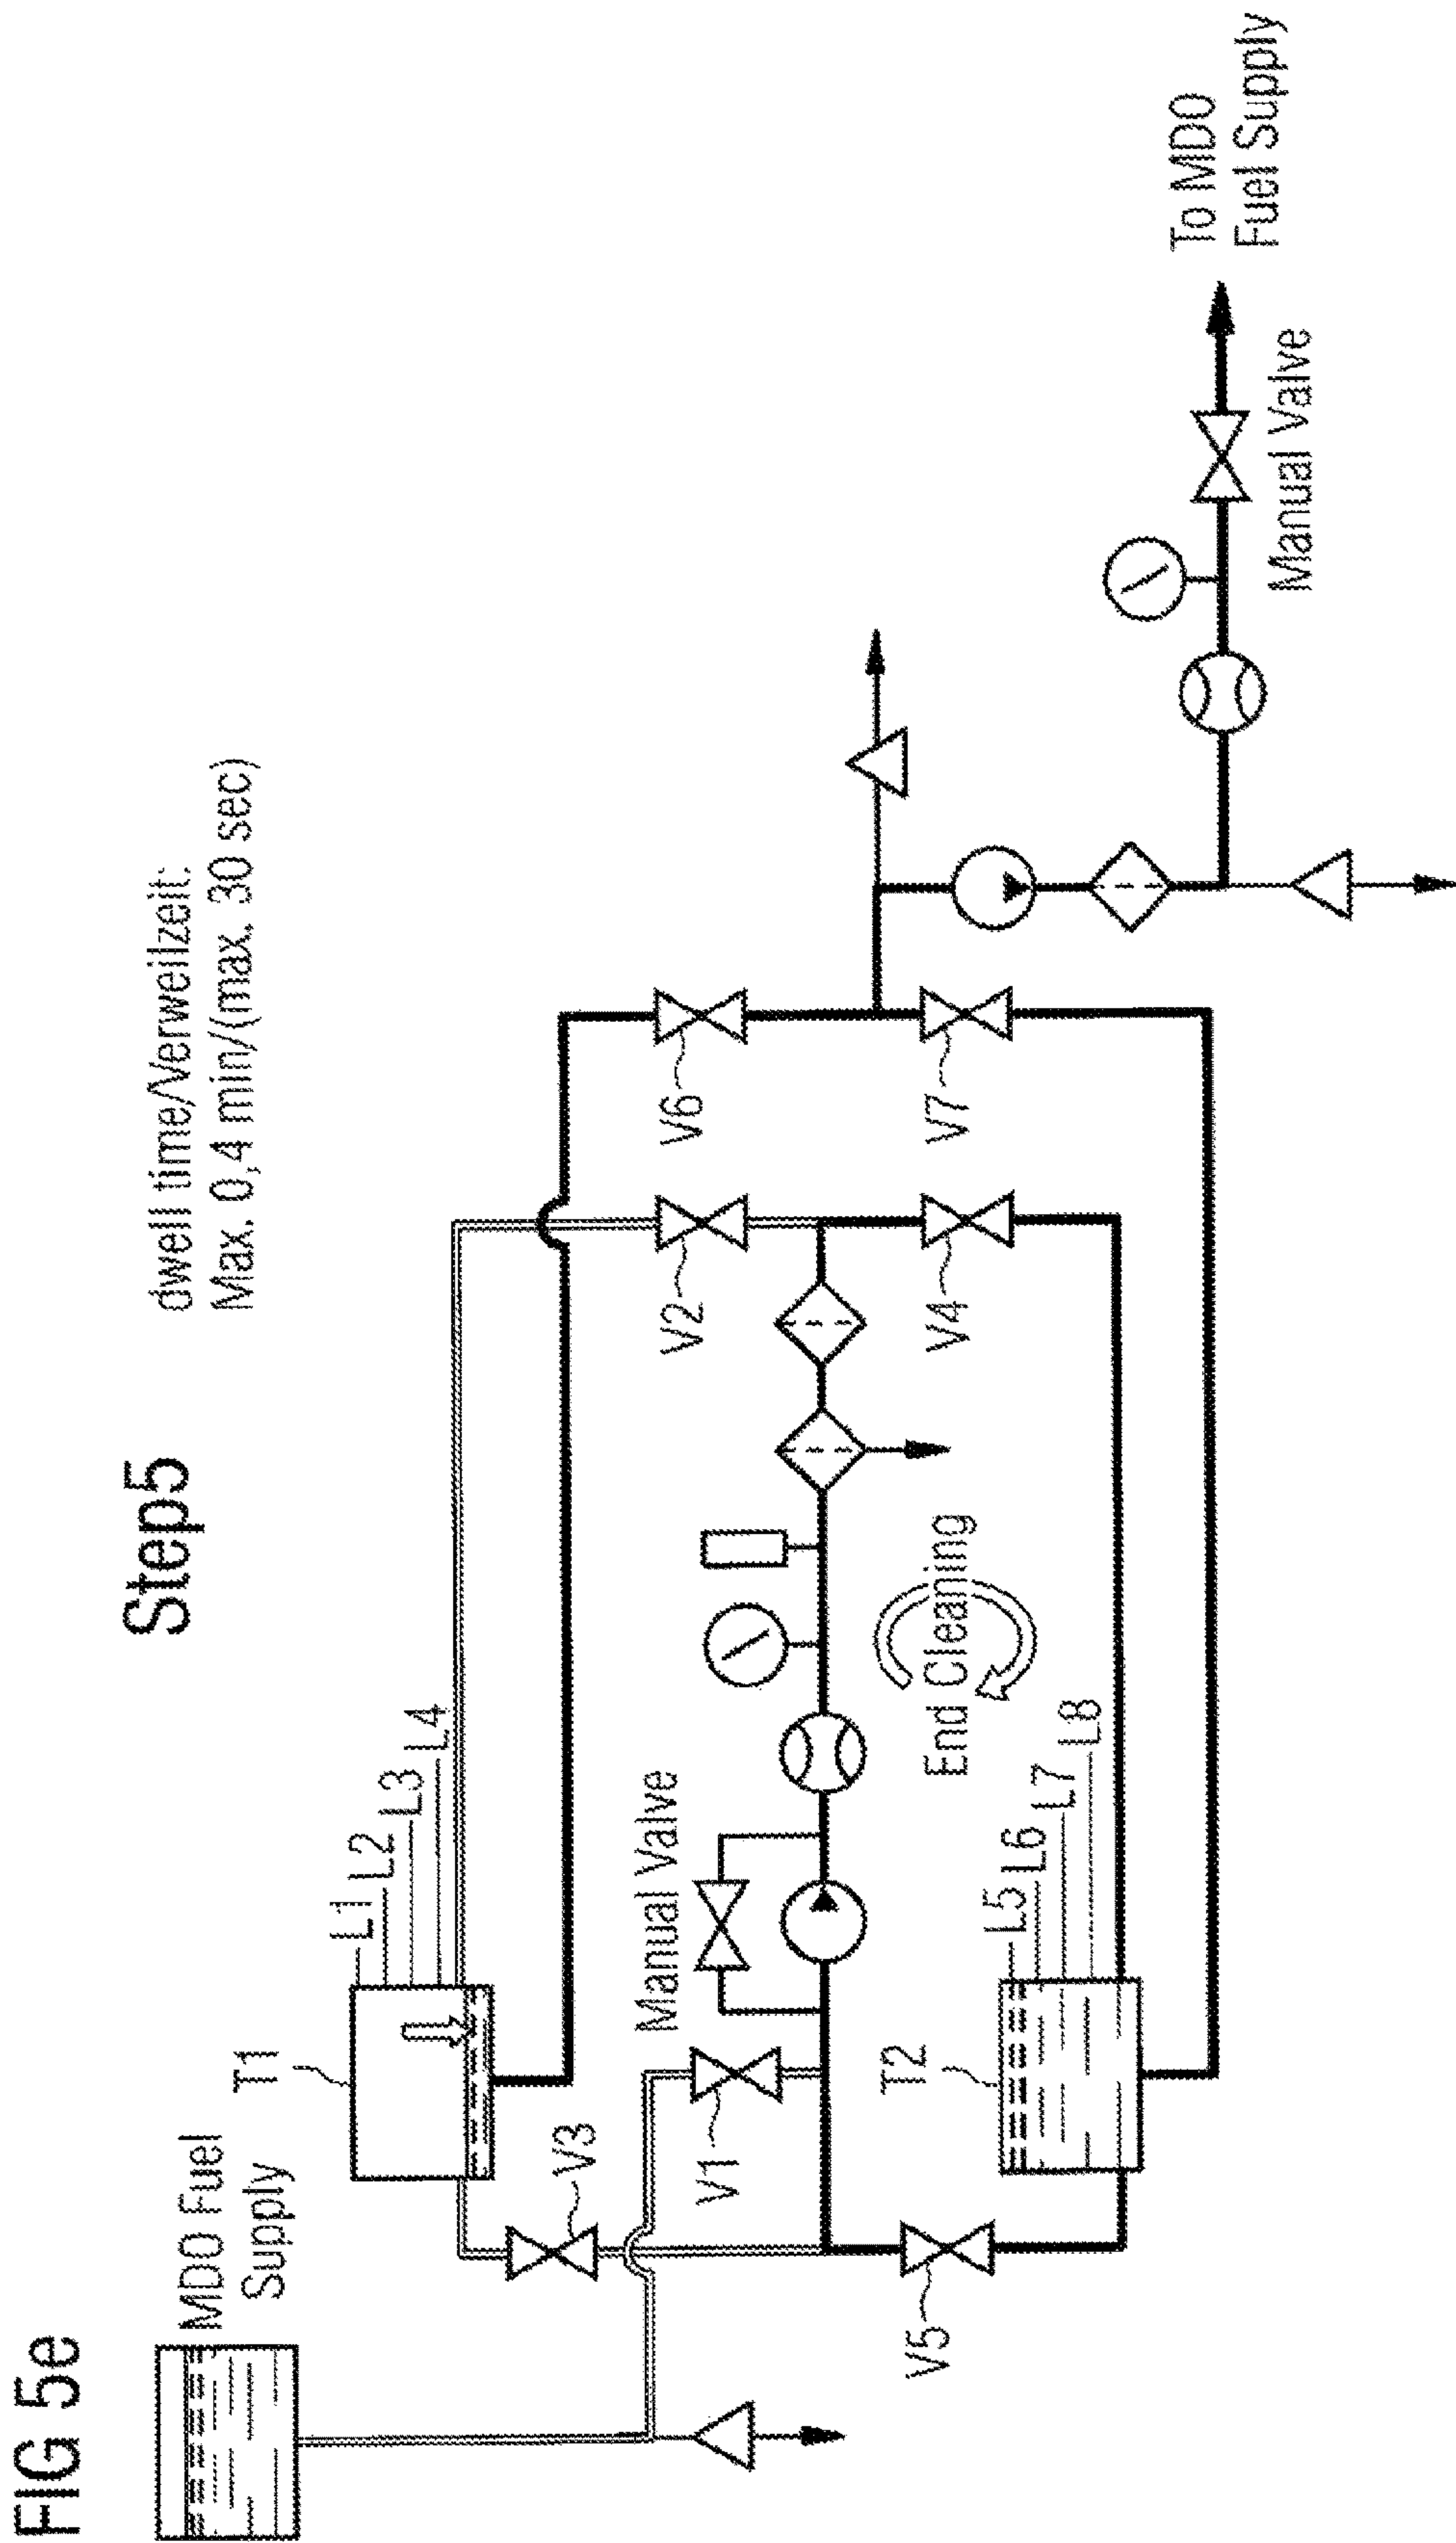 FIG 5e
Step5
dwell time/Verweilzeit:
Max. 0,4 min/(max. 30 sec)
MDO Fuel
Supply
T1
L1
L2
L3
L4
V3
V1
Manual Valve
V2
V6
End Cleaning
V4
V7
V5
T2
L5
L6
L7
L8
Manual Valve
To MDO
Fuel Supply